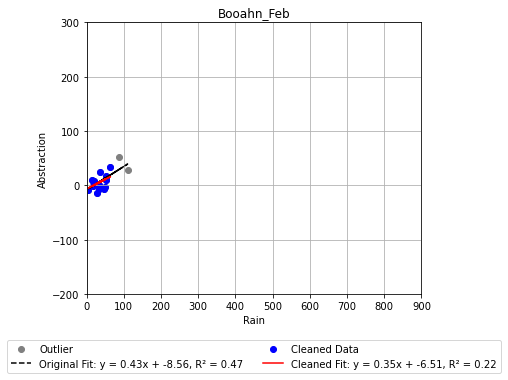 Booahn_Feb
300
200
100
0
−100
−200
Abstraction
0 100 200 300 400 500 600 700 800 900
Rain
Outlier
Original Fit: y = 0.43x + -8.56, R² = 0.47
Cleaned Data
Cleaned Fit: y = 0.35x + -6.51, R² = 0.22